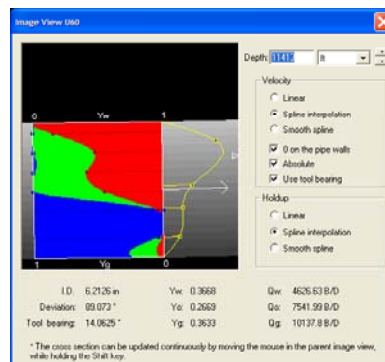 Image View U60
Depth: 11413 ft
0 Yw 1
Velocity
Linear
Spline interpolation
Smooth spline
0 on the pipe walls
Absolute
Use tool bearing
Holdup
Linear
Spline interpolation
Smooth spline
1 Yg 0
I.D. 6.2126 in Yw: 0.3668 Qw: 4626.63 B/D
Deviation: 89.073 ° Yo: 0.2669 Qo: 7541.99 B/D
Tool bearing: 14.0625 ° Yg: 0.3633 Qg: 10137.8 B/D
* The cross section can be updated continuously by moving the mouse in the parent image view,
while holding the Shift key.